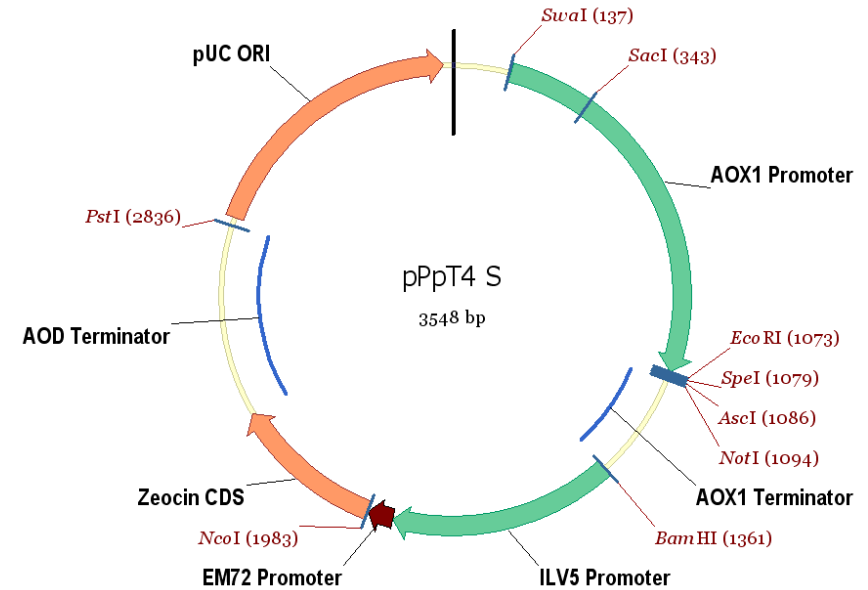 SwaI (137)
pUC ORI
SacI (343)
AOX1 Promoter
PstI (2836)
pPpT4 S
3548 bp
AOD Terminator
EcoRI (1073)
SpeI (1079)
AscI (1086)
NotI (1094)
Zeocin CDS
AOX1 Terminator
NcoI (1983)
BamHI (1361)
EM72 Promoter
ILV5 Promoter